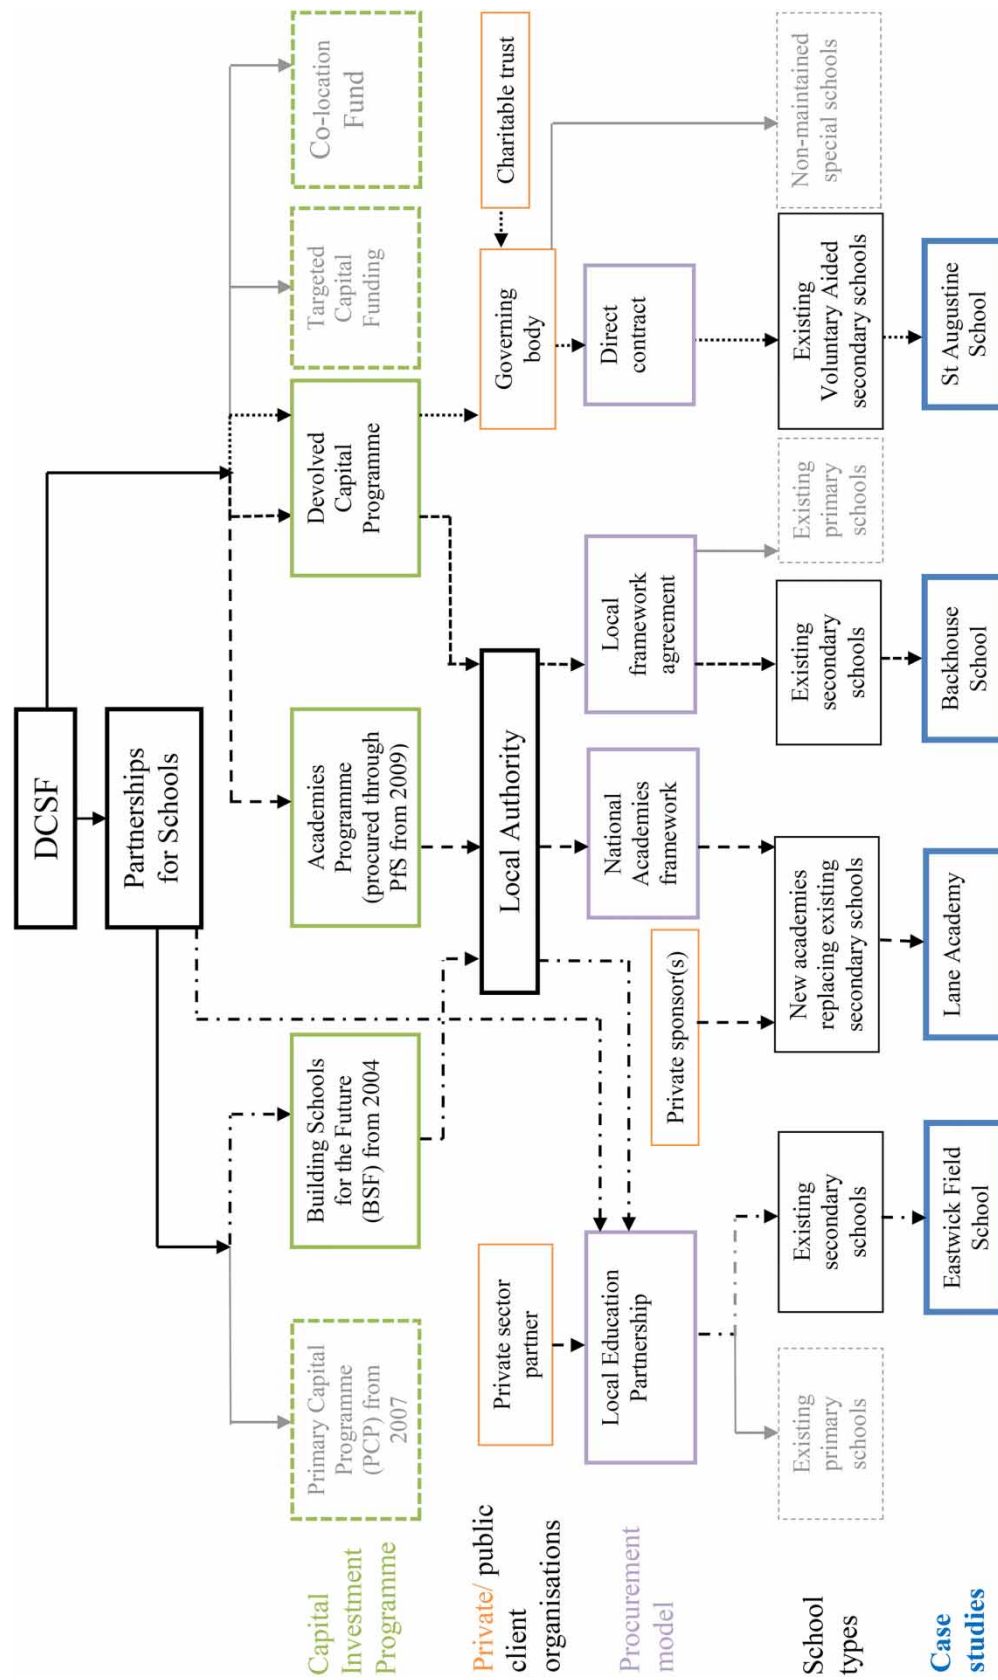 DCSF
Partnerships
for Schools
Capital
Investment
Programme
Primary Capital
Programme
(PCP) from
2007
Building Schools
for the Future
(BSF) from 2004
Academies
Programme
(procured through
PfS from 2009)
Devolved
Capital
Programme
Targeted
Capital
Funding
Co-location
Fund
Private/ public
client
organisations
Private sector
partner
Private sponsor(s)
Local Authority
Governing
body
Charitable trust
Procurement
model
Local Education
Partnership
National
Academies
framework
Local
framework
agreement
Direct
contract
School
types
Existing
primary
schools
Existing
secondary
schools
New academies
replacing existing
secondary schools
Existing
secondary
schools
Existing
primary
schools
Existing
Voluntary Aided
secondary schools
Non-maintained
special schools
Case
studies
Eastwick Field
School
Lane Academy
Backhouse
School
St Augustine
School